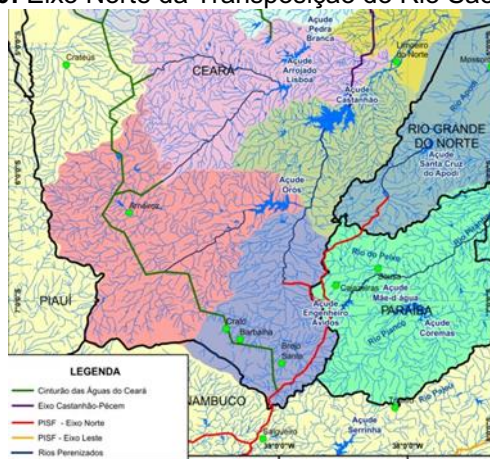 Eixo Norte da Transposição do Rio São
Crateús
CEARÁ
Açude
Pedra
Branca
Açude
Arrojado
Lisboa
Limoeiro
do Norte
Mossoró
Açude
Castanhão
Rio Apodi
RIO GRANDE
DO NORTE
Açude
Santa Cruz
do Apodi
Arneiroz
Açude
Orós
Rio do Peixe
Sousa
Cajazeiras
Açude
Mãe-d água
PIAUÍ
Açude
Engenheiro
Ávidos
PARAÍBA
Rio Piancó
Açude
Coremas
Crato
Barbalha
Brejo
Santo
NAMBUCO
Salgueiro
Açude
Serrinha
38°0'0"W
LEGENDA
Cinturão das Águas do Ceará
Eixo Castanhão-Pécem
PISF - Eixo Norte
PISF - Eixo Leste
Rios Perenizados